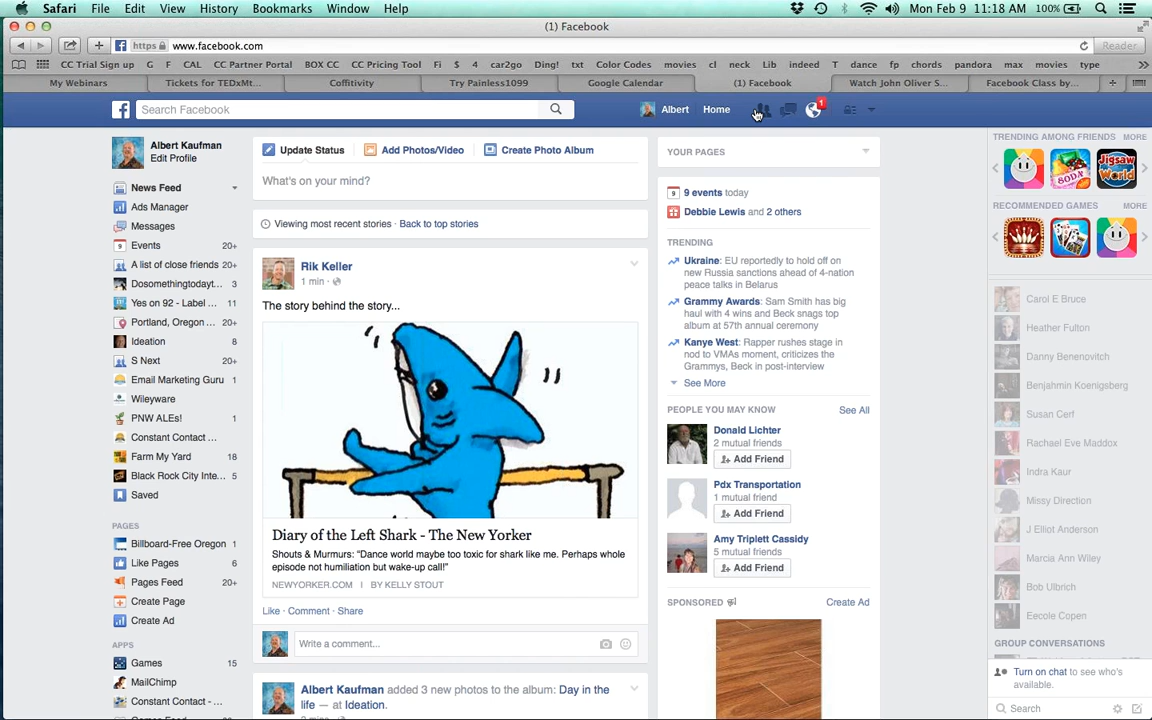 Safari File Edit View History Bookmarks Window Help Mon Feb 9 11:18 AM 100%
(1) Facebook
https www.facebook.com Reader
CC Trial Sign up G F CAL CC Partner Portal BOX CC CC Pricing Tool Fi $ 4 car2go Ding! txt Color Codes movies cl neck Lib indeed T dance fp chords pandora max movies type >>
My Webinars Tickets for TEDxMt... Coffitivity Try Painless1099 Google Calendar (1) Facebook Watch John Oliver S... Facebook Class by... +
f Search Facebook Albert Home 1
Albert Kaufman
Edit Profile
News Feed
Ads Manager
Messages
9 Events 20+
A list of close friends 20+
Dosomethingtodayt... 3
Yes on 92 - Label ... 11
Portland, Oregon ... 20+
Ideation 8
S Next 20+
Email Marketing Guru 1
Wileyware
PNW ALEs! 1
Constant Contact ...
Farm My Yard 18
Black Rock City Inte... 5
Saved
PAGES
Billboard-Free Oregon 1
Like Pages 6
Pages Feed 20+
Create Page
Create Ad
APPS
Games 15
MailChimp
Constant Contact - ...
Update Status Add Photos/Video Create Photo Album
What's on your mind?
Viewing most recent stories · Back to top stories
Rik Keller
1 min ·
The story behind the story...
Diary of the Left Shark - The New Yorker
Shouts & Murmurs: "Dance world maybe too toxic for shark like me. Perhaps whole
episode not humiliation but wake-up call!"
NEWYORKER.COM | BY KELLY STOUT
Like · Comment · Share
Write a comment...
Albert Kaufman added 3 new photos to the album: Day in the
life — at Ideation.
YOUR PAGES
9 9 events today
Debbie Lewis and 2 others
TRENDING
Ukraine: EU reportedly to hold off on
new Russia sanctions ahead of 4-nation
peace talks in Belarus
Grammy Awards: Sam Smith has big
haul with 4 wins and Beck snags top
album at 57th annual ceremony
Kanye West: Rapper rushes stage in
nod to VMAs moment, criticizes the
Grammys, Beck in post-interview
See More
PEOPLE YOU MAY KNOW See All
Donald Lichter
2 mutual friends
Add Friend
Pdx Transportation
1 mutual friend
Add Friend
Amy Triplett Cassidy
5 mutual friends
Add Friend
SPONSORED Create Ad
TRENDING AMONG FRIENDS MORE
SODA
Jigsaw
World
RECOMMENDED GAMES MORE
Carol E Bruce
Heather Fulton
Danny Benenovitch
Benjahmin Koenigsberg
Susan Cerf
Rachael Eve Maddox
Indra Kaur
Missy Direction
J Elliot Anderson
Marcia Ann Wiley
Bob Ulbrich
Eecole Copen
GROUP CONVERSATIONS
Turn on chat to see who's
available.
Search